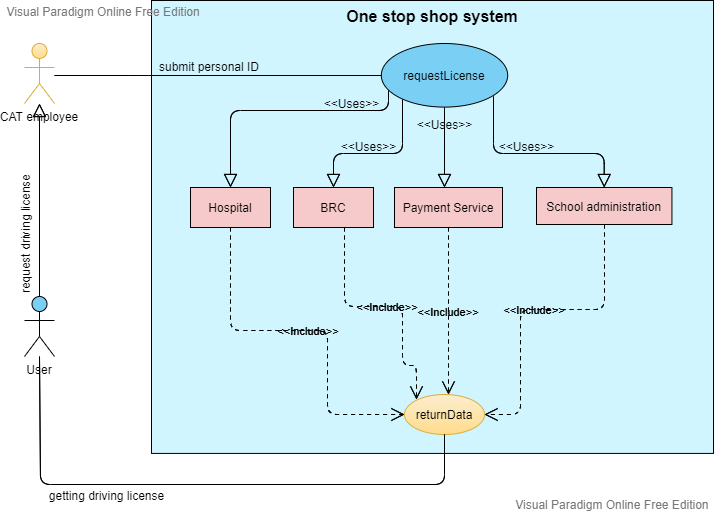 Visual Paradigm Online Free Edition
One stop shop system
submit personal ID
requestLicense
CAT employee
<<Uses>>
<<Uses>>
<<Uses>>
<<Uses>>
request driving license
Hospital
BRC
Payment Service
School administration
<<Include>>
<<Include>>
<<Include>>
<<Include>>
User
returnData
getting driving license
Visual Paradigm Online Free Edition